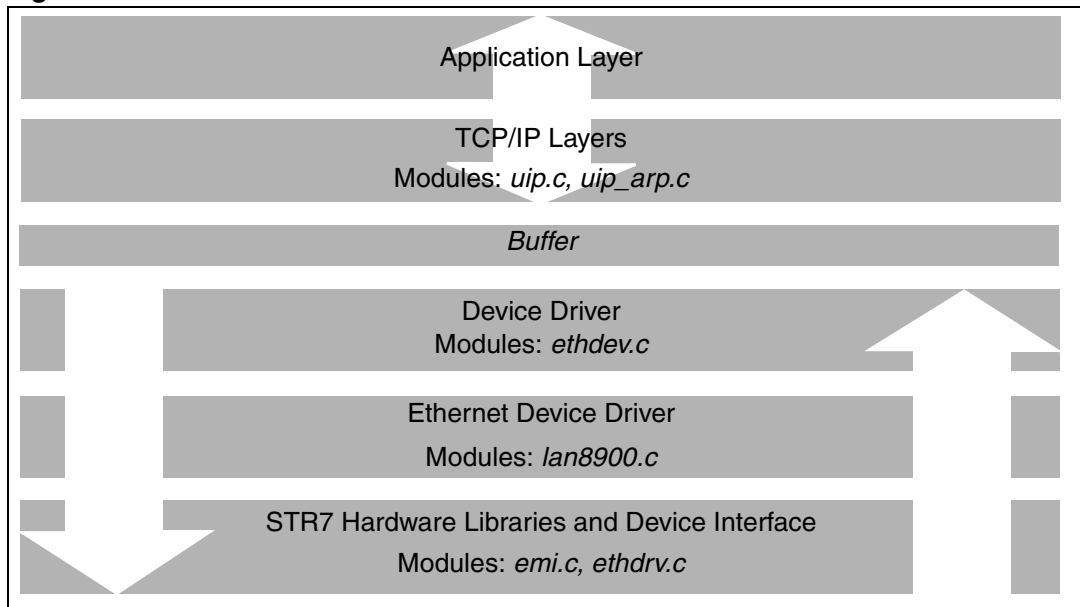 Application Layer
TCP/IP Layers
Modules: uip.c, uip_arp.c
Buffer
Device Driver
Modules: ethdev.c
Ethernet Device Driver
Modules: lan8900.c
STR7 Hardware Libraries and Device Interface
Modules: emi.c, ethdrv.c